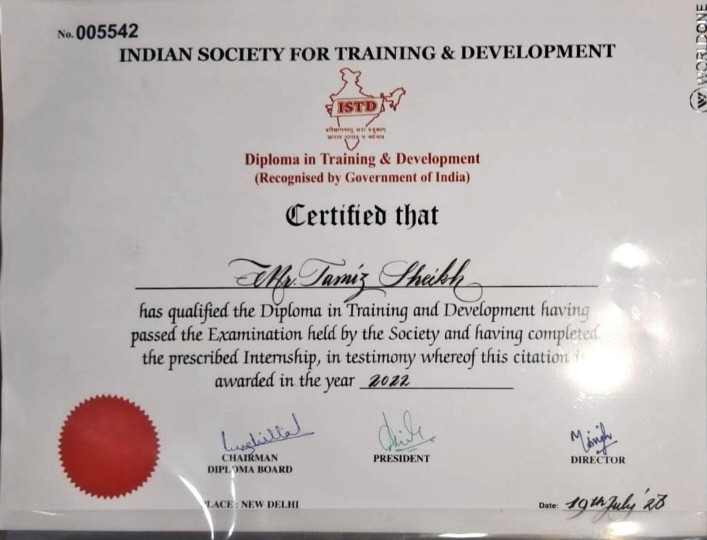 No. 005542
INDIAN SOCIETY FOR TRAINING & DEVELOPMENT
ISTD
Diploma in Training & Development
(Recognised by Government of India)
Certified that
Mr. Tamiz Sheikh
has qualified the Diploma in Training and Development having
passed the Examination held by the Society and having completed
the prescribed Internship, in testimony whereof this citation is
awarded in the year 2022
CHAIRMAN
DIPLOMA BOARD
PRESIDENT
DIRECTOR
PLACE : NEW DELHI
Date: 19th July '23
WORLDONE